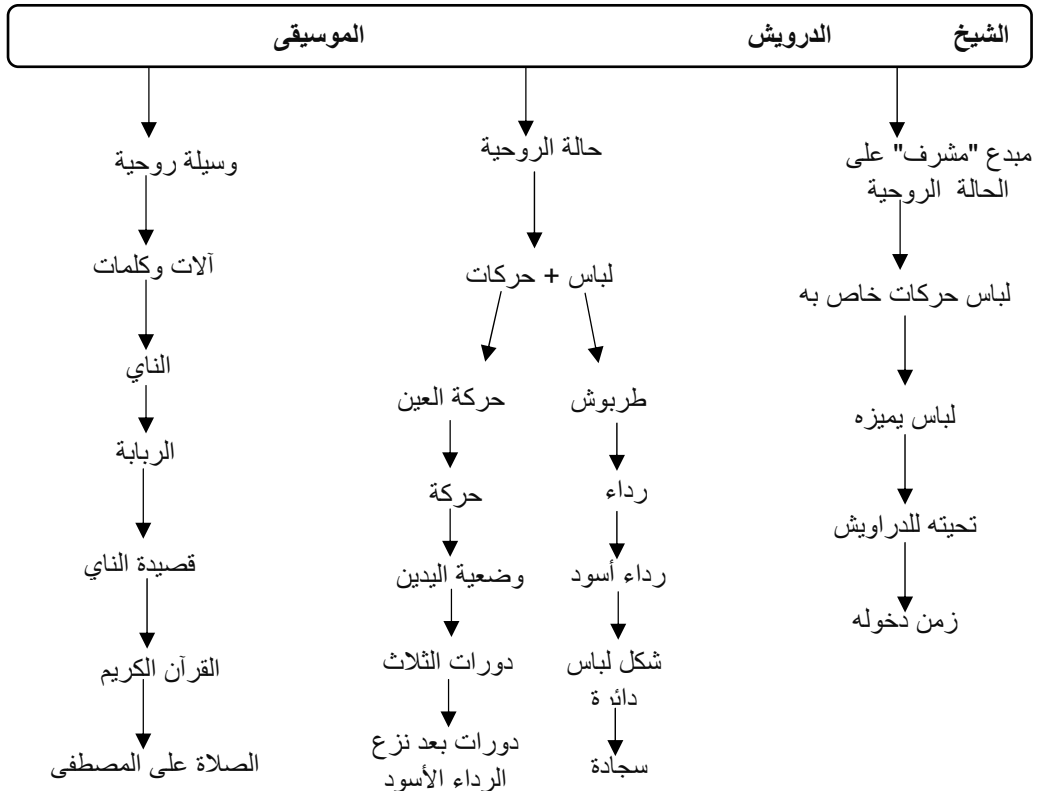 الشيخ الدرويش الموسيقى
مبدع "مشرف" على
الحالة الروحية
لباس حركات خاص به
لباس يميزه
تحيته للدراويش
زمن دخوله
حالة الروحية
لباس + حركات
طربوش
رداء
رداء أسود
شكل لباس
دائرة
سجادة
حركة العين
حركة
وضعية اليدين
دورات الثلاث
دورات بعد نزع
الرداء الأسود
وسيلة روحية
آلات وكلمات
الناي
الربابة
قصيدة الناي
القرآن الكريم
الصلاة على المصطفى